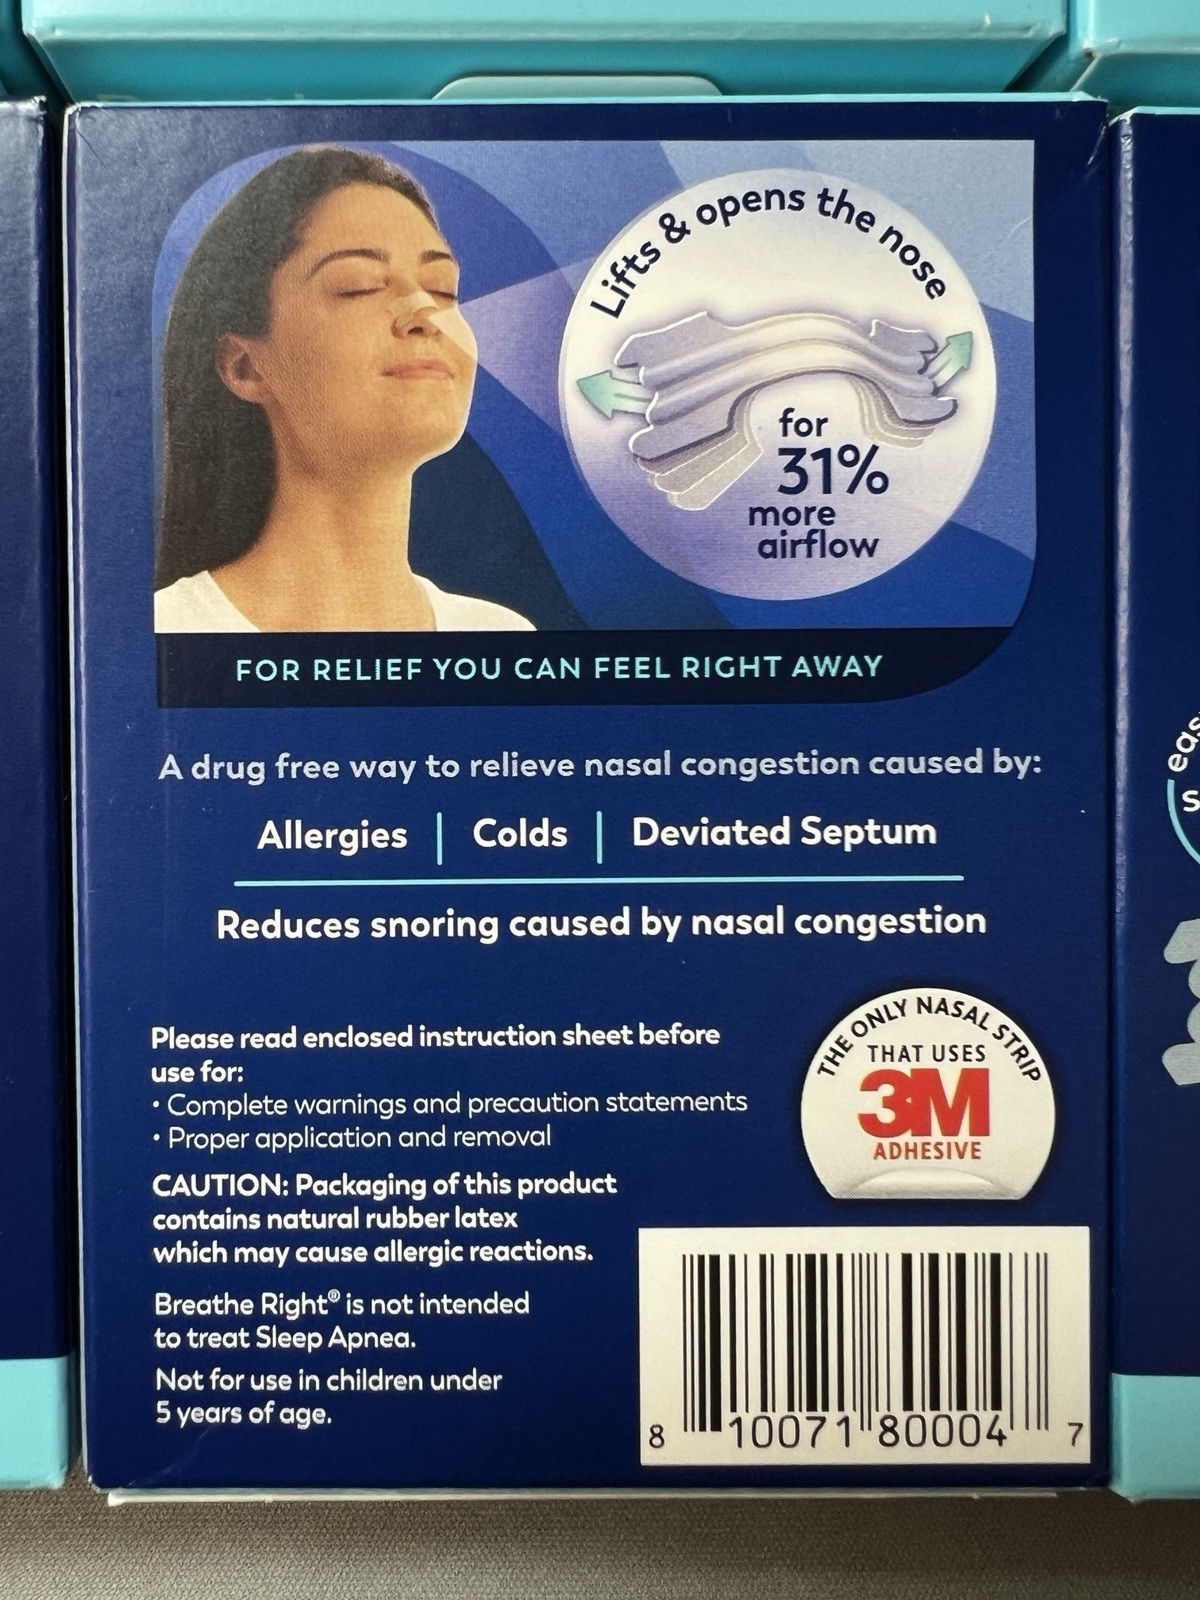 Lifts & opens the nose
for
31%
more
airflow
FOR RELIEF YOU CAN FEEL RIGHT AWAY
A drug free way to relieve nasal congestion caused by:
Allergies | Colds | Deviated Septum
Reduces snoring caused by nasal congestion
Please read enclosed instruction sheet before
use for:
• Complete warnings and precaution statements
• Proper application and removal
CAUTION: Packaging of this product
contains natural rubber latex
which may cause allergic reactions.
Breathe Right® is not intended
to treat Sleep Apnea.
Not for use in children under
5 years of age.
THE ONLY NASAL STRIP
THAT USES
3M
ADHESIVE
8 10071 80004 7